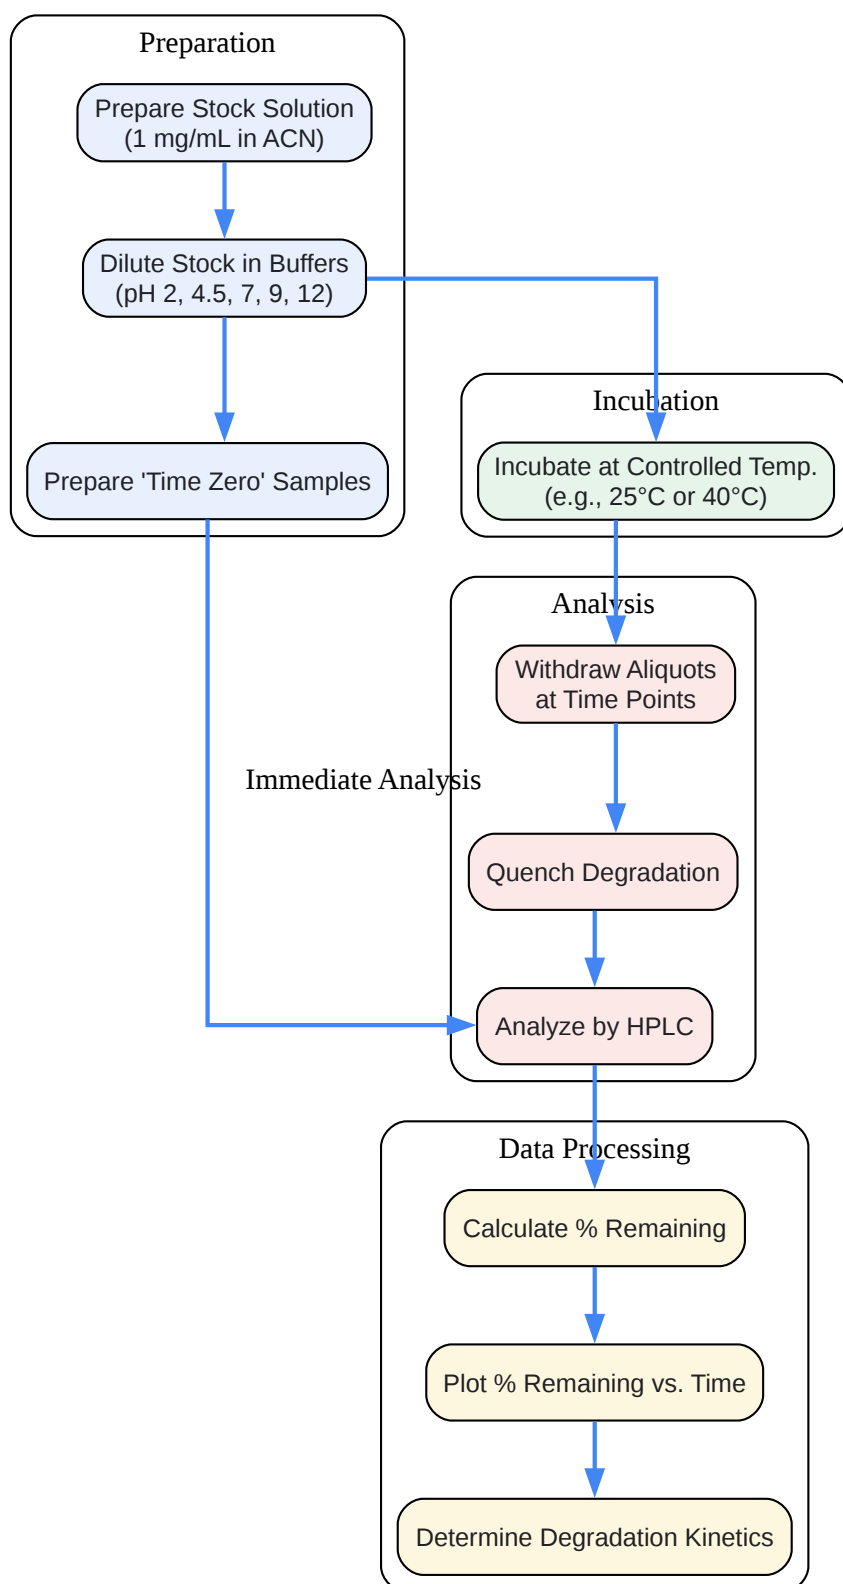 Preparation
Prepare Stock Solution
(1 mg/mL in ACN)
Dilute Stock in Buffers
(pH 2, 4.5, 7, 9, 12)
Prepare 'Time Zero' Samples
Incubation
Incubate at Controlled Temp.
(e.g., 25°C or 40°C)
Analysis
Withdraw Aliquots
at Time Points
Immediate Analysis
Quench Degradation
Analyze by HPLC
Data Processing
Calculate % Remaining
Plot % Remaining vs. Time
Determine Degradation Kinetics